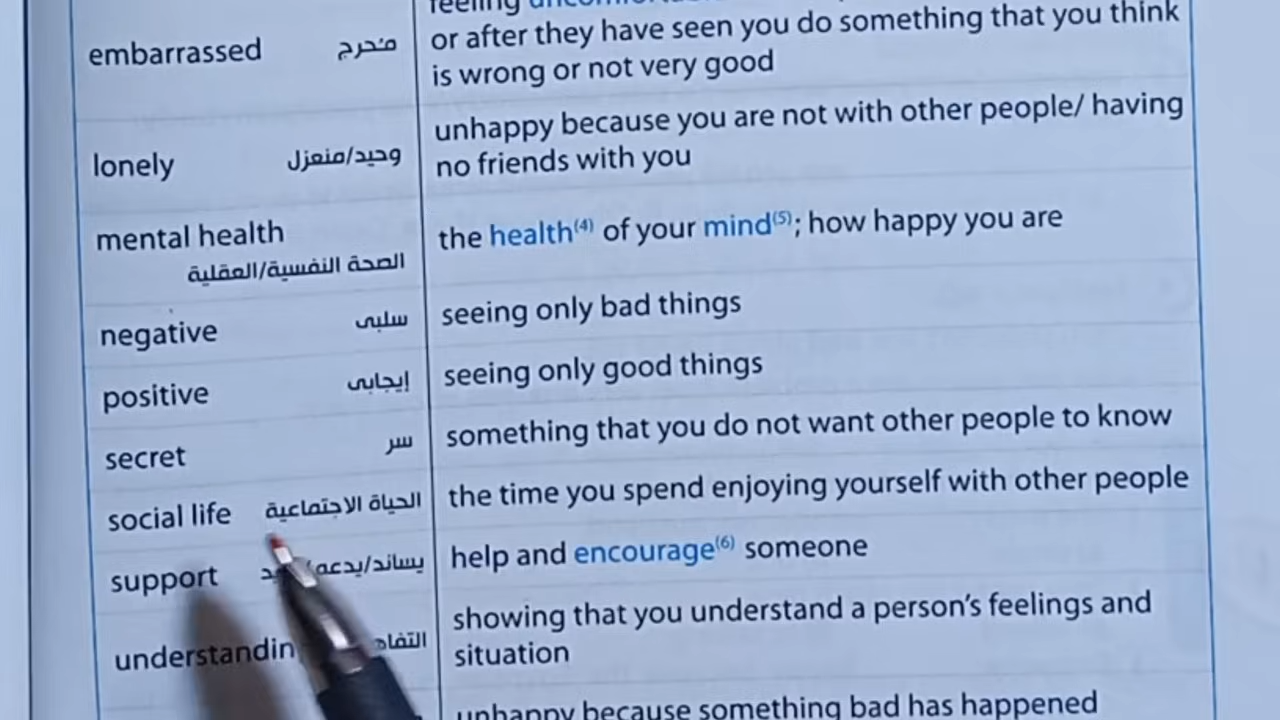 feeling
embarrassed محرج or after they have seen you do something that you think
is wrong or not very good
lonely وحيد/منعزل unhappy because you are not with other people/ having
no friends with you
mental health the health(4) of your mind(5); how happy you are
الصحة النفسية/العقلية
negative سلبى seeing only bad things
positive إيجابى seeing only good things
secret سر something that you do not want other people to know
social life الحياة الاجتماعية the time you spend enjoying yourself with other people
support يساند/يدعم help and encourage(6) someone
showing that you understand a person's feelings and
situation
unhappy because something bad has happened